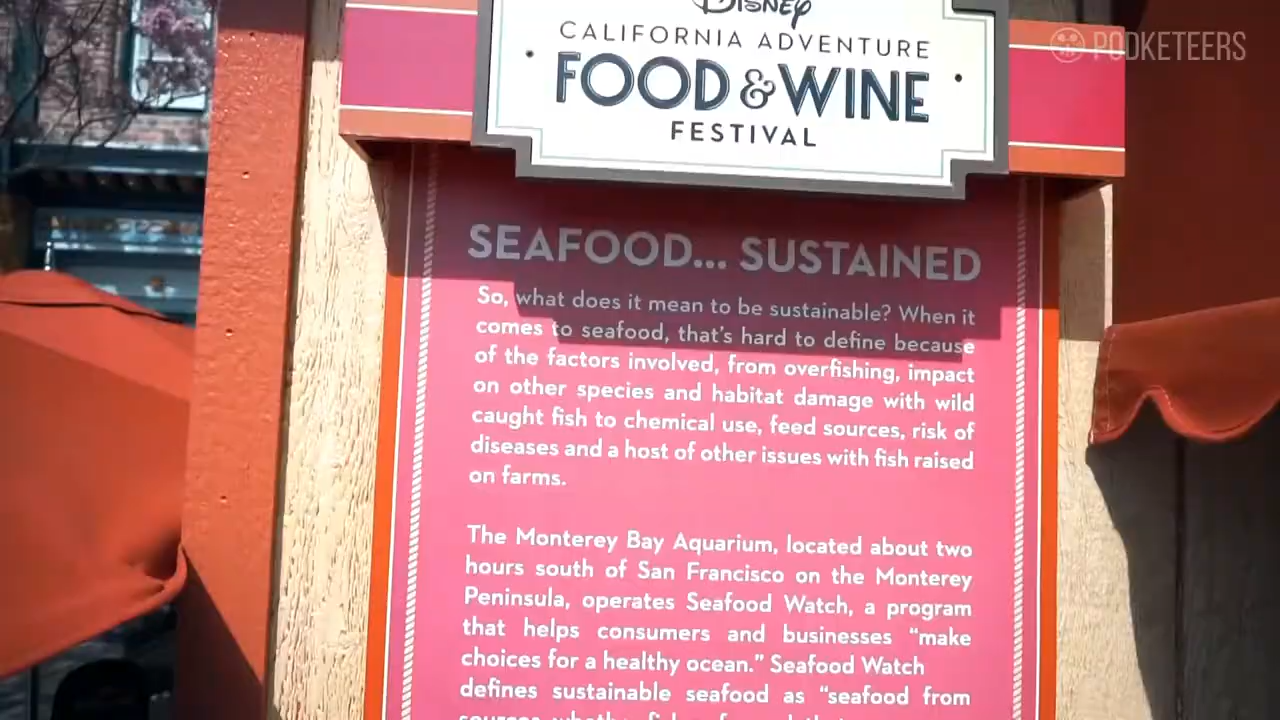 Disney
CALIFORNIA ADVENTURE
FOOD & WINE
FESTIVAL
PODKETEERS
SEAFOOD... SUSTAINED
So, what does it mean to be sustainable? When it
comes to seafood, that's hard to define because
of the factors involved, from overfishing, impact
on other species and habitat damage with wild
caught fish to chemical use, feed sources, risk of
diseases and a host of other issues with fish raised
on farms.
The Monterey Bay Aquarium, located about two
hours south of San Francisco on the Monterey
Peninsula, operates Seafood Watch, a program
that helps consumers and businesses “make
choices for a healthy ocean.” Seafood Watch
defines sustainable seafood as “seafood from